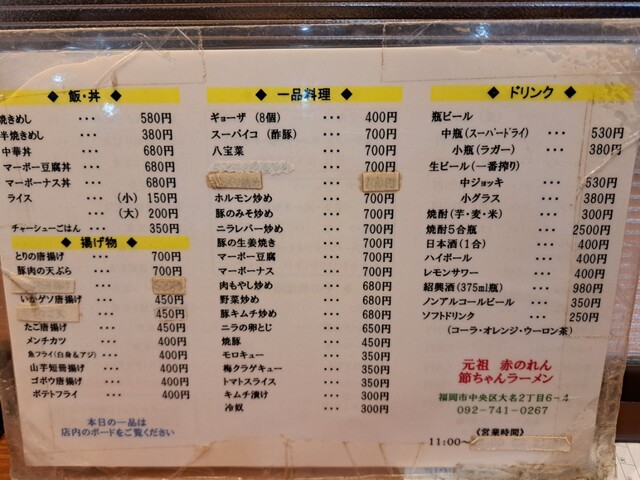 ◆ 飯・丼 ◆
焼きめし ･･･ 580円
半焼きめし ･･･ 380円
中華丼 ･･･ 680円
マーボー豆腐丼 ･･･ 680円
マーボーナス丼 ･･･ 680円
ライス ･･･ (小) 150円
･･･ (大) 200円
チャーシューごはん ･･･ 350円
◆ 揚げ物 ◆
とりの唐揚げ ･･･ 700円
豚肉の天ぷら ･･･ 700円
いかゲソ唐揚げ ･･･ 450円
･･･ 450円
たこ唐揚げ ･･･ 450円
メンチカツ ･･･ 400円
魚フライ(白身&アジ) ･･･ 400円
山芋短冊揚げ ･･･ 400円
ゴボウ唐揚げ ･･･ 400円
ポテトフライ ･･･ 400円
本日の一品は
店内のボードをご覧ください
◆ 一品料理 ◆
ギョーザ (8個) ･･･ 400円
スーパイコ (酢豚) ･･･ 700円
八宝菜 ･･･ 700円
･･･ 700円
･･･
ホルモン炒め ･･･ 700円
豚のみそ炒め ･･･ 700円
ニラレバー炒め ･･･ 700円
豚の生姜焼き ･･･ 700円
マーボー豆腐 ･･･ 700円
マーボーナス ･･･ 700円
肉もやし炒め ･･･ 680円
野菜炒め ･･･ 680円
豚キムチ炒め ･･･ 680円
ニラの卵とじ ･･･ 650円
焼豚 ･･･ 450円
モロキュー ･･･ 350円
梅クラゲキュー ･･･ 350円
トマトスライス ･･･ 350円
キムチ漬け ･･･ 300円
冷奴 ･･･ 300円
◆ ドリンク ◆
瓶ビール
中瓶(スーパードライ) ･･･ 530円
小瓶(ラガー) ･･･ 380円
生ビール(一番搾り)
中ジョッキ ･･･ 530円
小グラス ･･･ 380円
焼酎(芋・麦・米) ･･･ 300円
焼酎5合瓶 ･･･ 2500円
日本酒(1合) ･･･ 400円
ハイボール ･･･ 400円
レモンサワー ･･･ 400円
紹興酒(375ml瓶) ･･･ 980円
ノンアルコールビール ･･･ 350円
ソフトドリンク ･･･ 250円
(コーラ・オレンジ・ウーロン茶)
元祖 赤のれん
節ちゃんラーメン
福岡市中央区大名2丁目6-4
092-741-0267
《営業時間》
11:00～